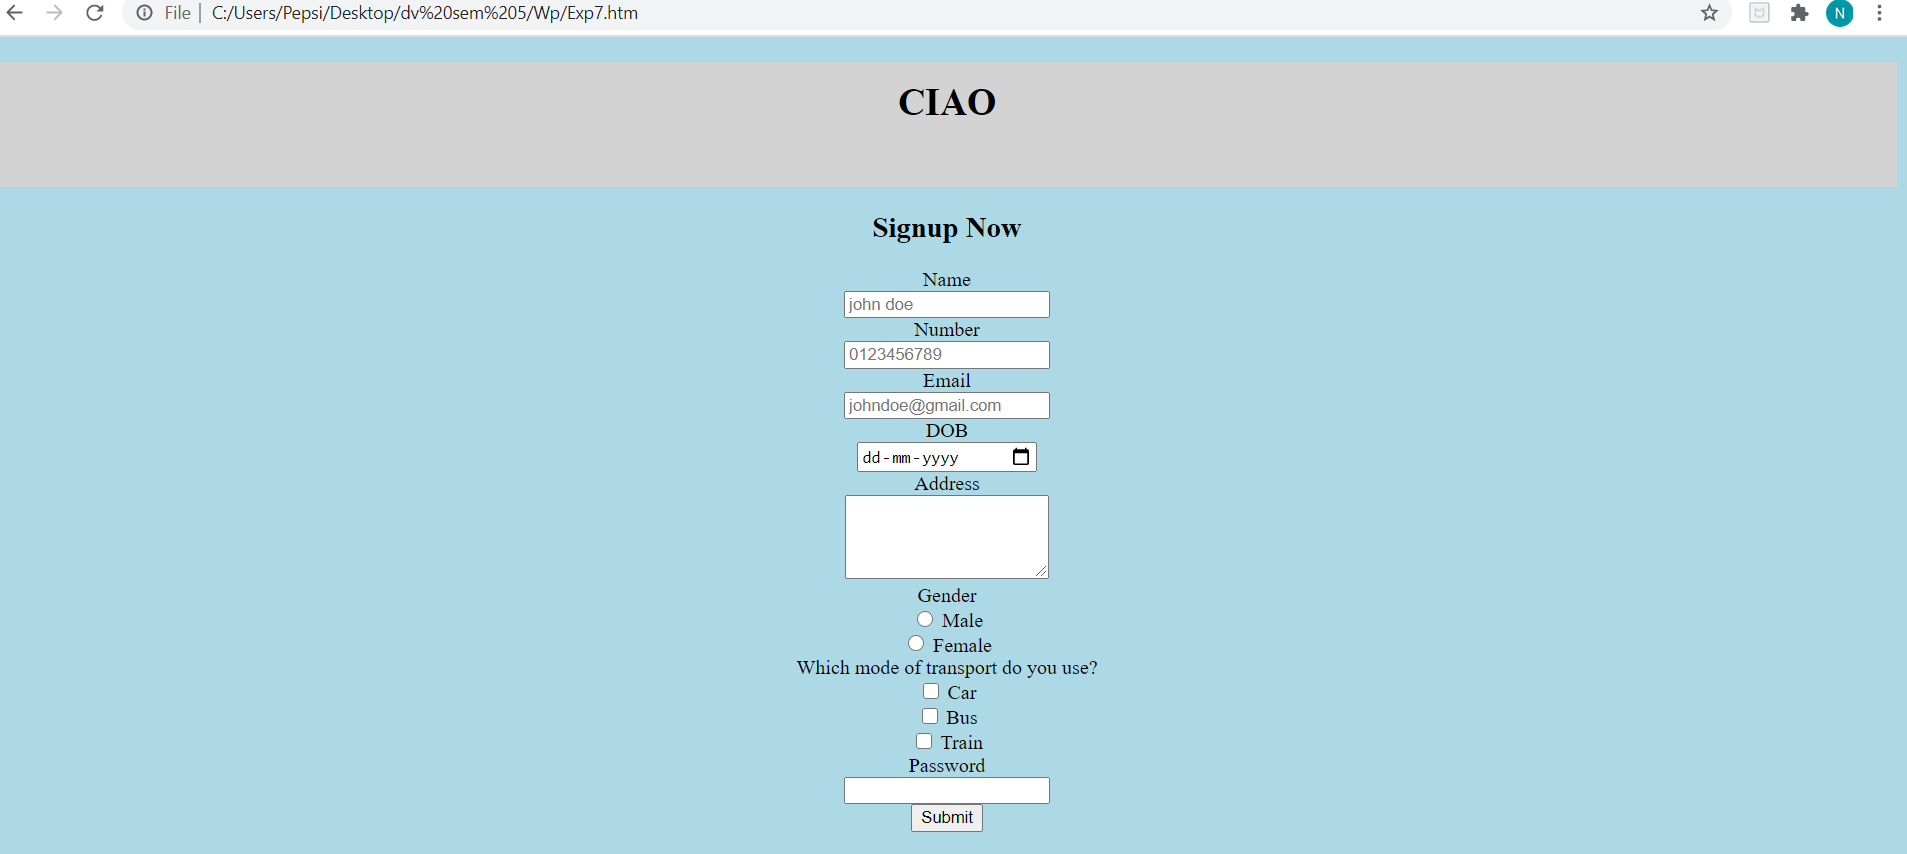 File | C:/Users/Pepsi/Desktop/dv%20sem%205/Wp/Exp7.htm
N
CIAO
Signup Now
Name
john doe
Number
0123456789
Email
johndoe@gmail.com
DOB
dd-mm-yyyy
Address
Gender
Male
Female
Which mode of transport do you use?
Car
Bus
Train
Password
Submit